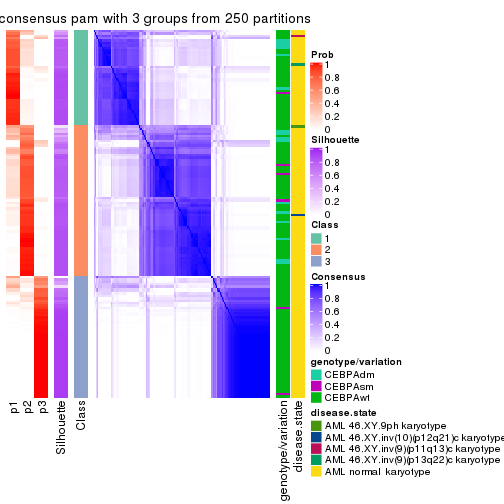 consensus pam with 3 groups from 250 partitions
Prob
1
0.8
0.6
0.4
0.2
0
Silhouette
1
0.8
0.6
0.4
0.2
0
Class
1
2
3
Consensus
1
0.8
0.6
0.4
0.2
0
genotype/variation
CEBPAdm
CEBPAsm
CEBPAwt
disease.state
AML 46.XY.9ph karyotype
AML 46.XY.inv(10)(p12q21)c karyotype
AML 46.XY.inv(9)(p11q13)c karyotype
AML 46.XY.inv(9)(p13q22)c karyotype
AML normal karyotype
p1
p2
p3
Silhouette
Class
genotype/variation
disease.state